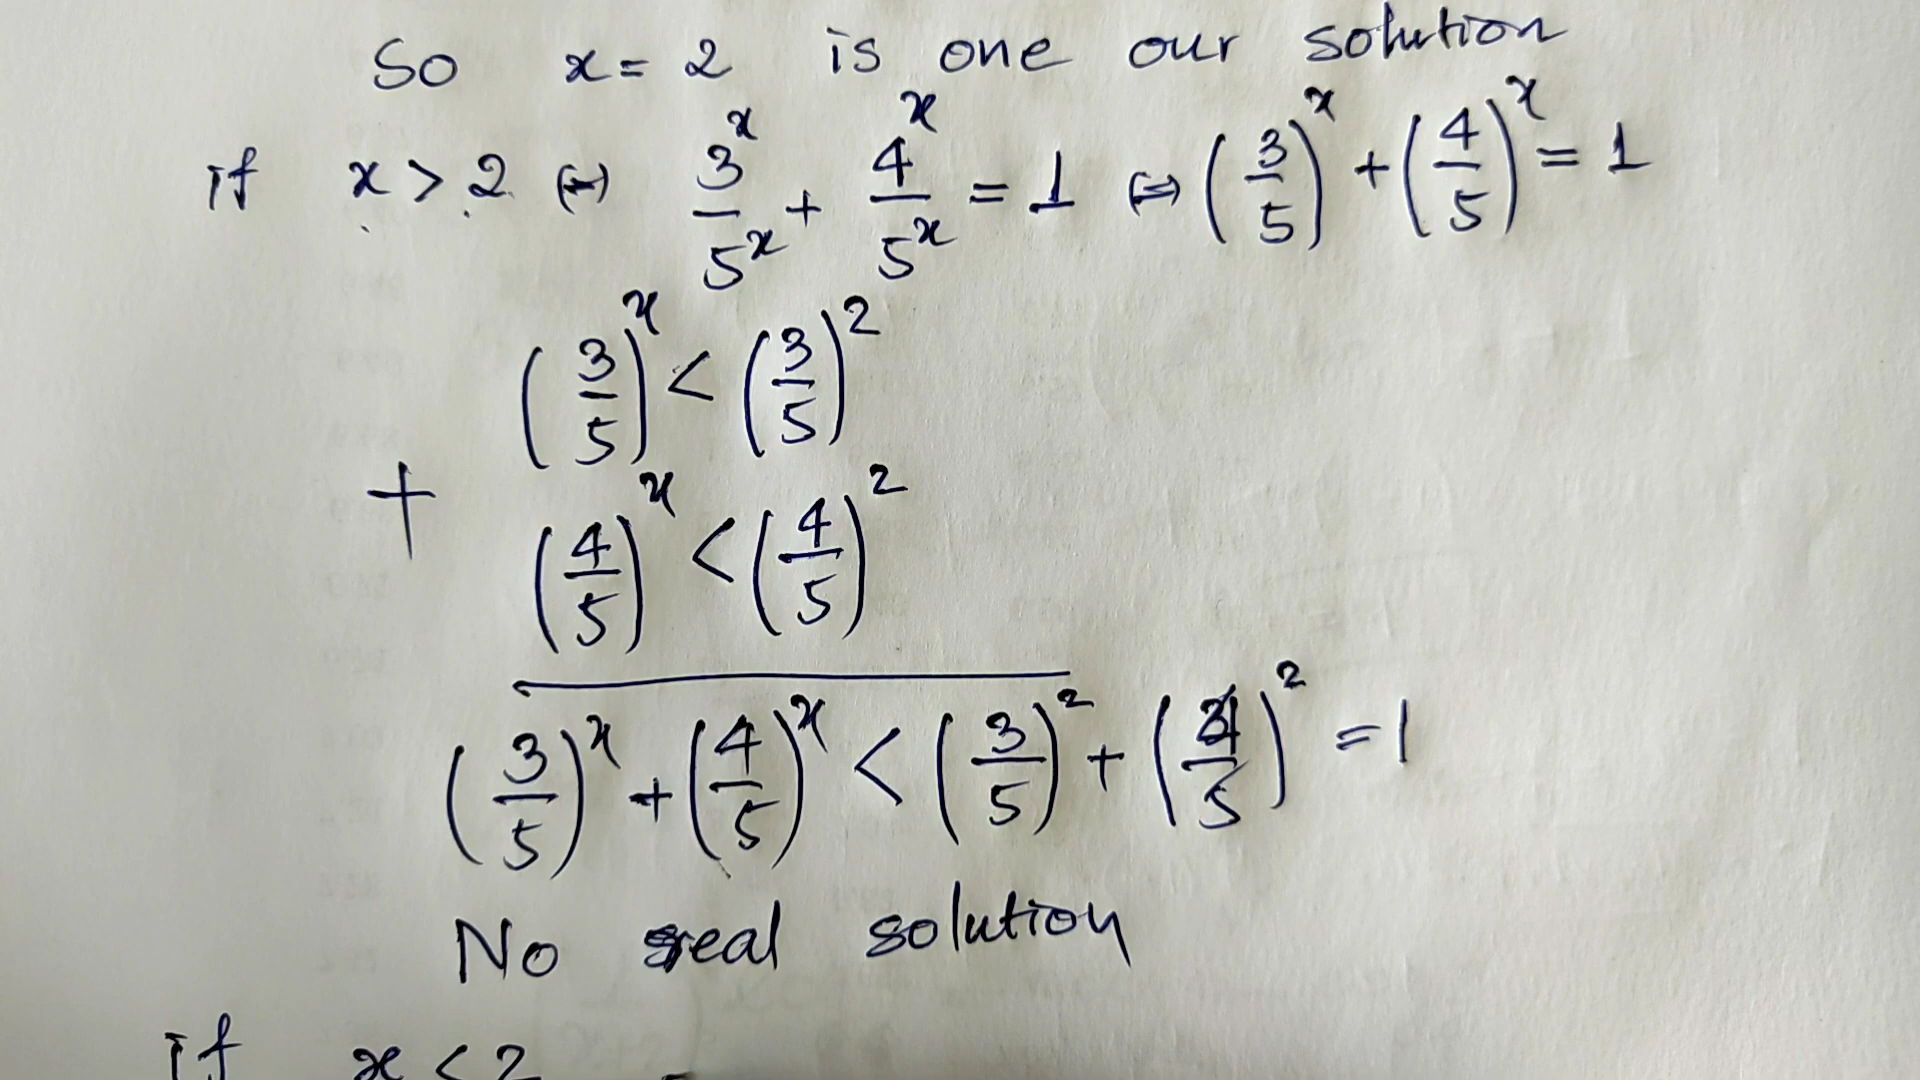 So x = 2 is one our solution
if x > 2 ⇔ 3^x/5^x + 4^x/5^x = 1 ⇔ (3/5)^x + (4/5)^x = 1
(3/5)^x < (3/5)^2
+ (4/5)^x < (4/5)^2
(3/5)^x + (4/5)^x < (3/5)^2 + (4/5)^2 = 1
No real solution
if x < 2